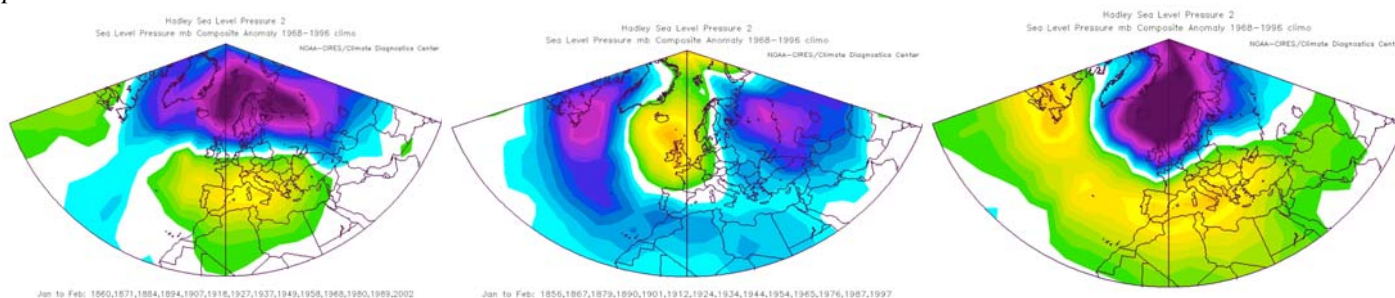 Hadley Sea Level Pressure 2
Sea Level Pressure mb Composite Anomaly 1968-1996 climo
NOAA-CIRES/Climate Diagnostics Center
Jan to Feb: 1860,1871,1884,1894,1907,1918,1927,1937,1949,1958,1968,1980,1989,2002
Hadley Sea Level Pressure 2
Sea Level Pressure mb Composite Anomaly 1968-1996 climo
NOAA-CIRES/Climate Diagnostics Center
Jan to Feb: 1856,1867,1879,1890,1901,1912,1924,1934,1944,1954,1965,1976,1987,1997
Hadley Sea Level Pressure 2
Sea Level Pressure mb Composite Anomaly 1968-1996 climo
NOAA-CIRES/Climate Diagnostics Cent